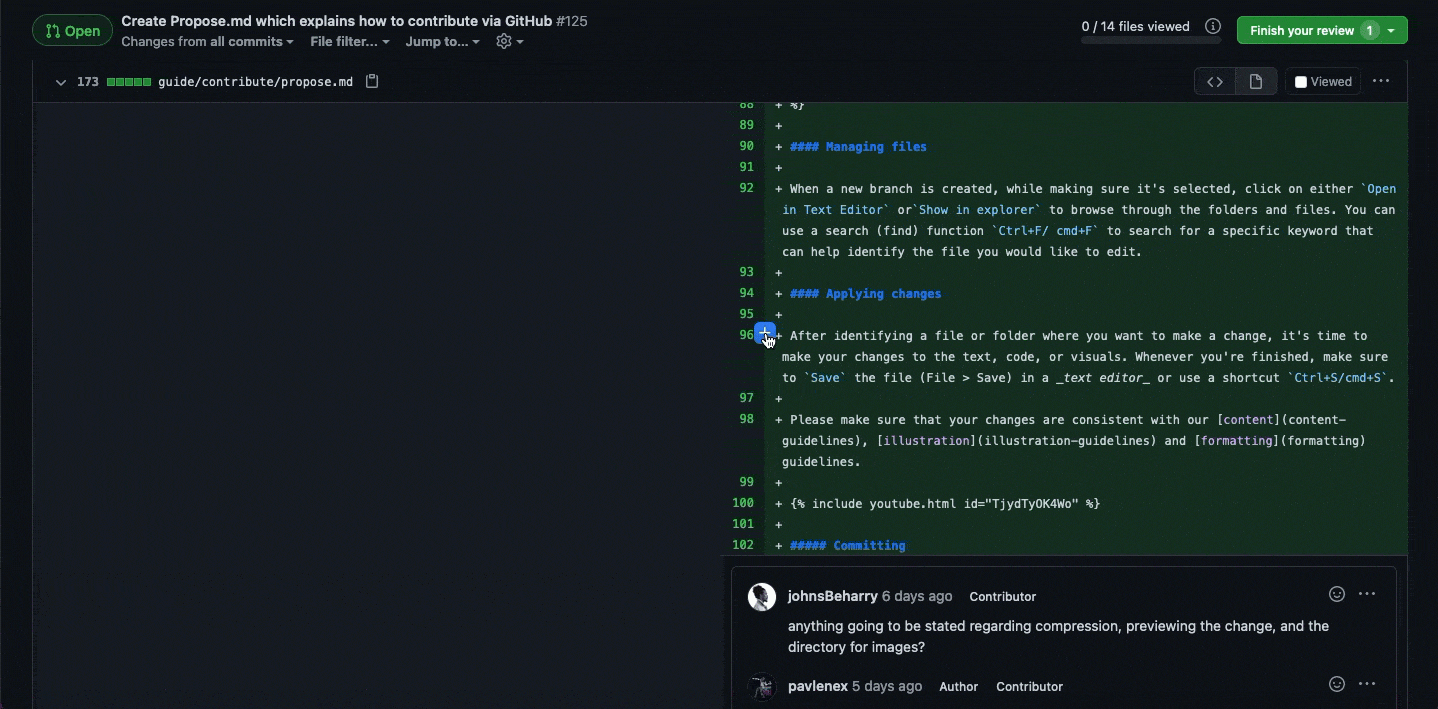 Open
Create Propose.md which explains how to contribute via GitHub #125
Changes from all commits
File filter...
Jump to...
0 / 14 files viewed
Finish your review 1
173 guide/contribute/propose.md
<>
Viewed
88 + %}
89 +
90 + #### Managing files
91 +
92 + When a new branch is created, while making sure it's selected, click on either `Open
in Text Editor` or`Show in explorer` to browse through the folders and files. You can
use a search (find) function `Ctrl+F/ cmd+F` to search for a specific keyword that
can help identify the file you would like to edit.
93 +
94 + #### Applying changes
95 +
96 + After identifying a file or folder where you want to make a change, it's time to
make your changes to the text, code, or visuals. Whenever you're finished, make sure
to `Save` the file (File > Save) in a _text editor_ or use a shortcut `Ctrl+S/cmd+S`.
97 +
98 + Please make sure that your changes are consistent with our [content](content-
guidelines), [illustration](illustration-guidelines) and [formatting](formatting)
guidelines.
99 +
100 + {% include youtube.html id="TjydTyOK4Wo" %}
101 +
102 + ##### Committing
johnsBeharry 6 days ago Contributor
anything going to be stated regarding compression, previewing the change, and the
directory for images?
pavlenex 5 days ago Author Contributor